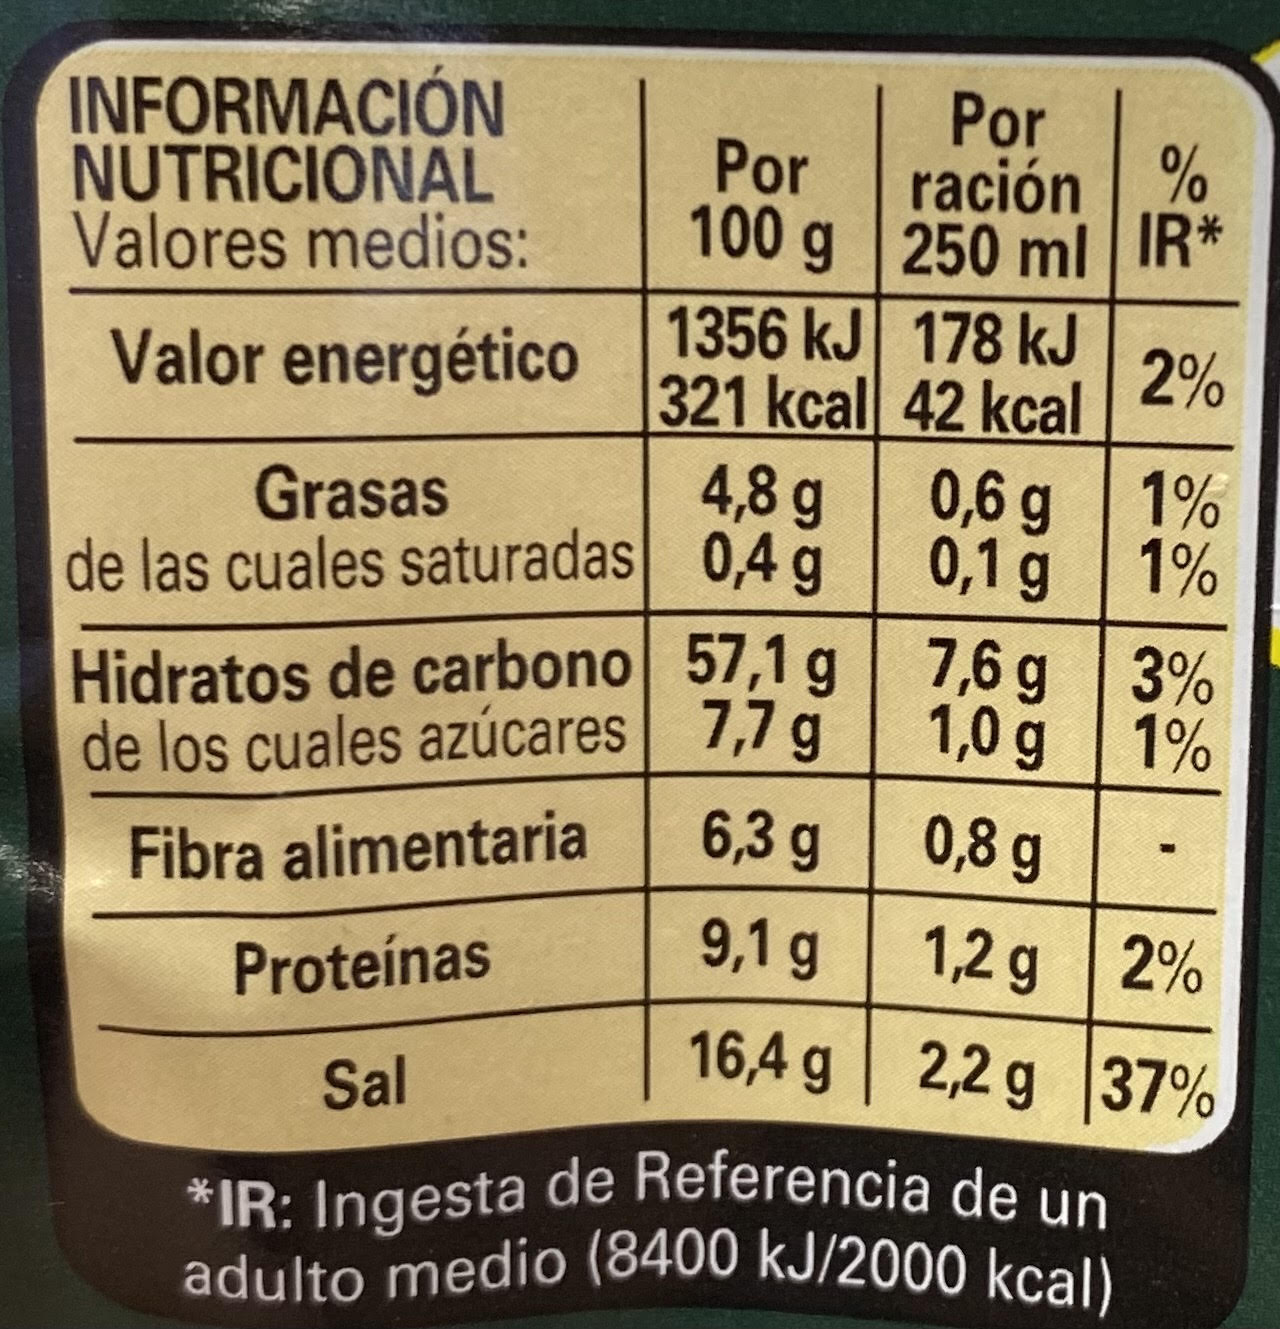 INFORMACIÓN
NUTRICIONAL
Valores medios:
Por
100 g
Por
ración
250 ml
%
IR*
Valor energético
1356 kJ 178 kJ 2%
321 kcal 42 kcal
Grasas 4,8 g 0,6 g 1%
de las cuales saturadas 0,4 g 0,1 g 1%
Hidratos de carbono 57,1 g 7,6 g 3%
de los cuales azúcares 7,7 g 1,0 g 1%
Fibra alimentaria 6,3 g 0,8 g -
Proteínas 9,1 g 1,2 g 2%
Sal 16,4 g 2,2 g 37%
*IR: Ingesta de Referencia de un
adulto medio (8400 kJ/2000 kcal)